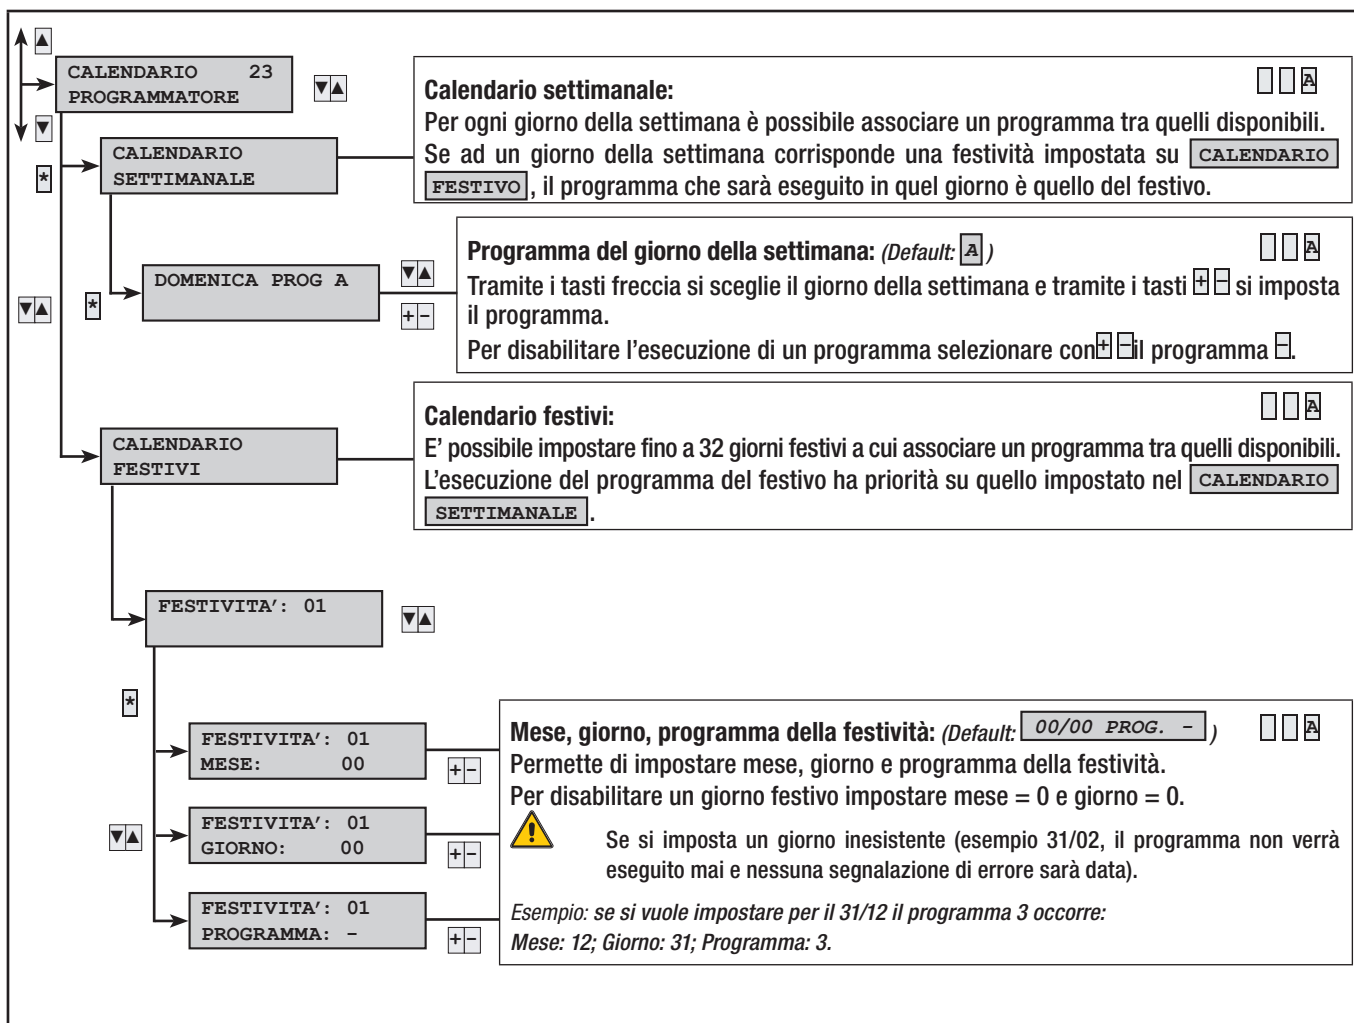 ▲
CALENDARIO 23
PROGRAMMATORE
▼▲
▼
Calendario settimanale:
A
Per ogni giorno della settimana è possibile associare un programma tra quelli disponibili.
Se ad un giorno della settimana corrisponde una festività impostata su CALENDARIO
FESTIVO, il programma che sarà eseguito in quel giorno è quello del festivo.
CALENDARIO
SETTIMANALE
*
Programma del giorno della settimana: (Default: A)
A
Tramite i tasti freccia si sceglie il giorno della settimana e tramite i tasti + - si imposta
il programma.
Per disabilitare l'esecuzione di un programma selezionare con + - il programma -.
DOMENICA PROG A
▼▲
+-
▼▲
*
Calendario festivi:
A
E' possibile impostare fino a 32 giorni festivi a cui associare un programma tra quelli disponibili.
L'esecuzione del programma del festivo ha priorità su quello impostato nel CALENDARIO
SETTIMANALE.
CALENDARIO
FESTIVI
FESTIVITA': 01
▼▲
*
FESTIVITA': 01
MESE: 00
+-
FESTIVITA': 01
GIORNO: 00
+-
▼▲
FESTIVITA': 01
PROGRAMMA: -
+-
Mese, giorno, programma della festività: (Default: 00/00 PROG. -)
A
Permette di impostare mese, giorno e programma della festività.
Per disabilitare un giorno festivo impostare mese = 0 e giorno = 0.
Se si imposta un giorno inesistente (esempio 31/02, il programma non verrà
eseguito mai e nessuna segnalazione di errore sarà data).
Esempio: se si vuole impostare per il 31/12 il programma 3 occorre:
Mese: 12; Giorno: 31; Programma: 3.